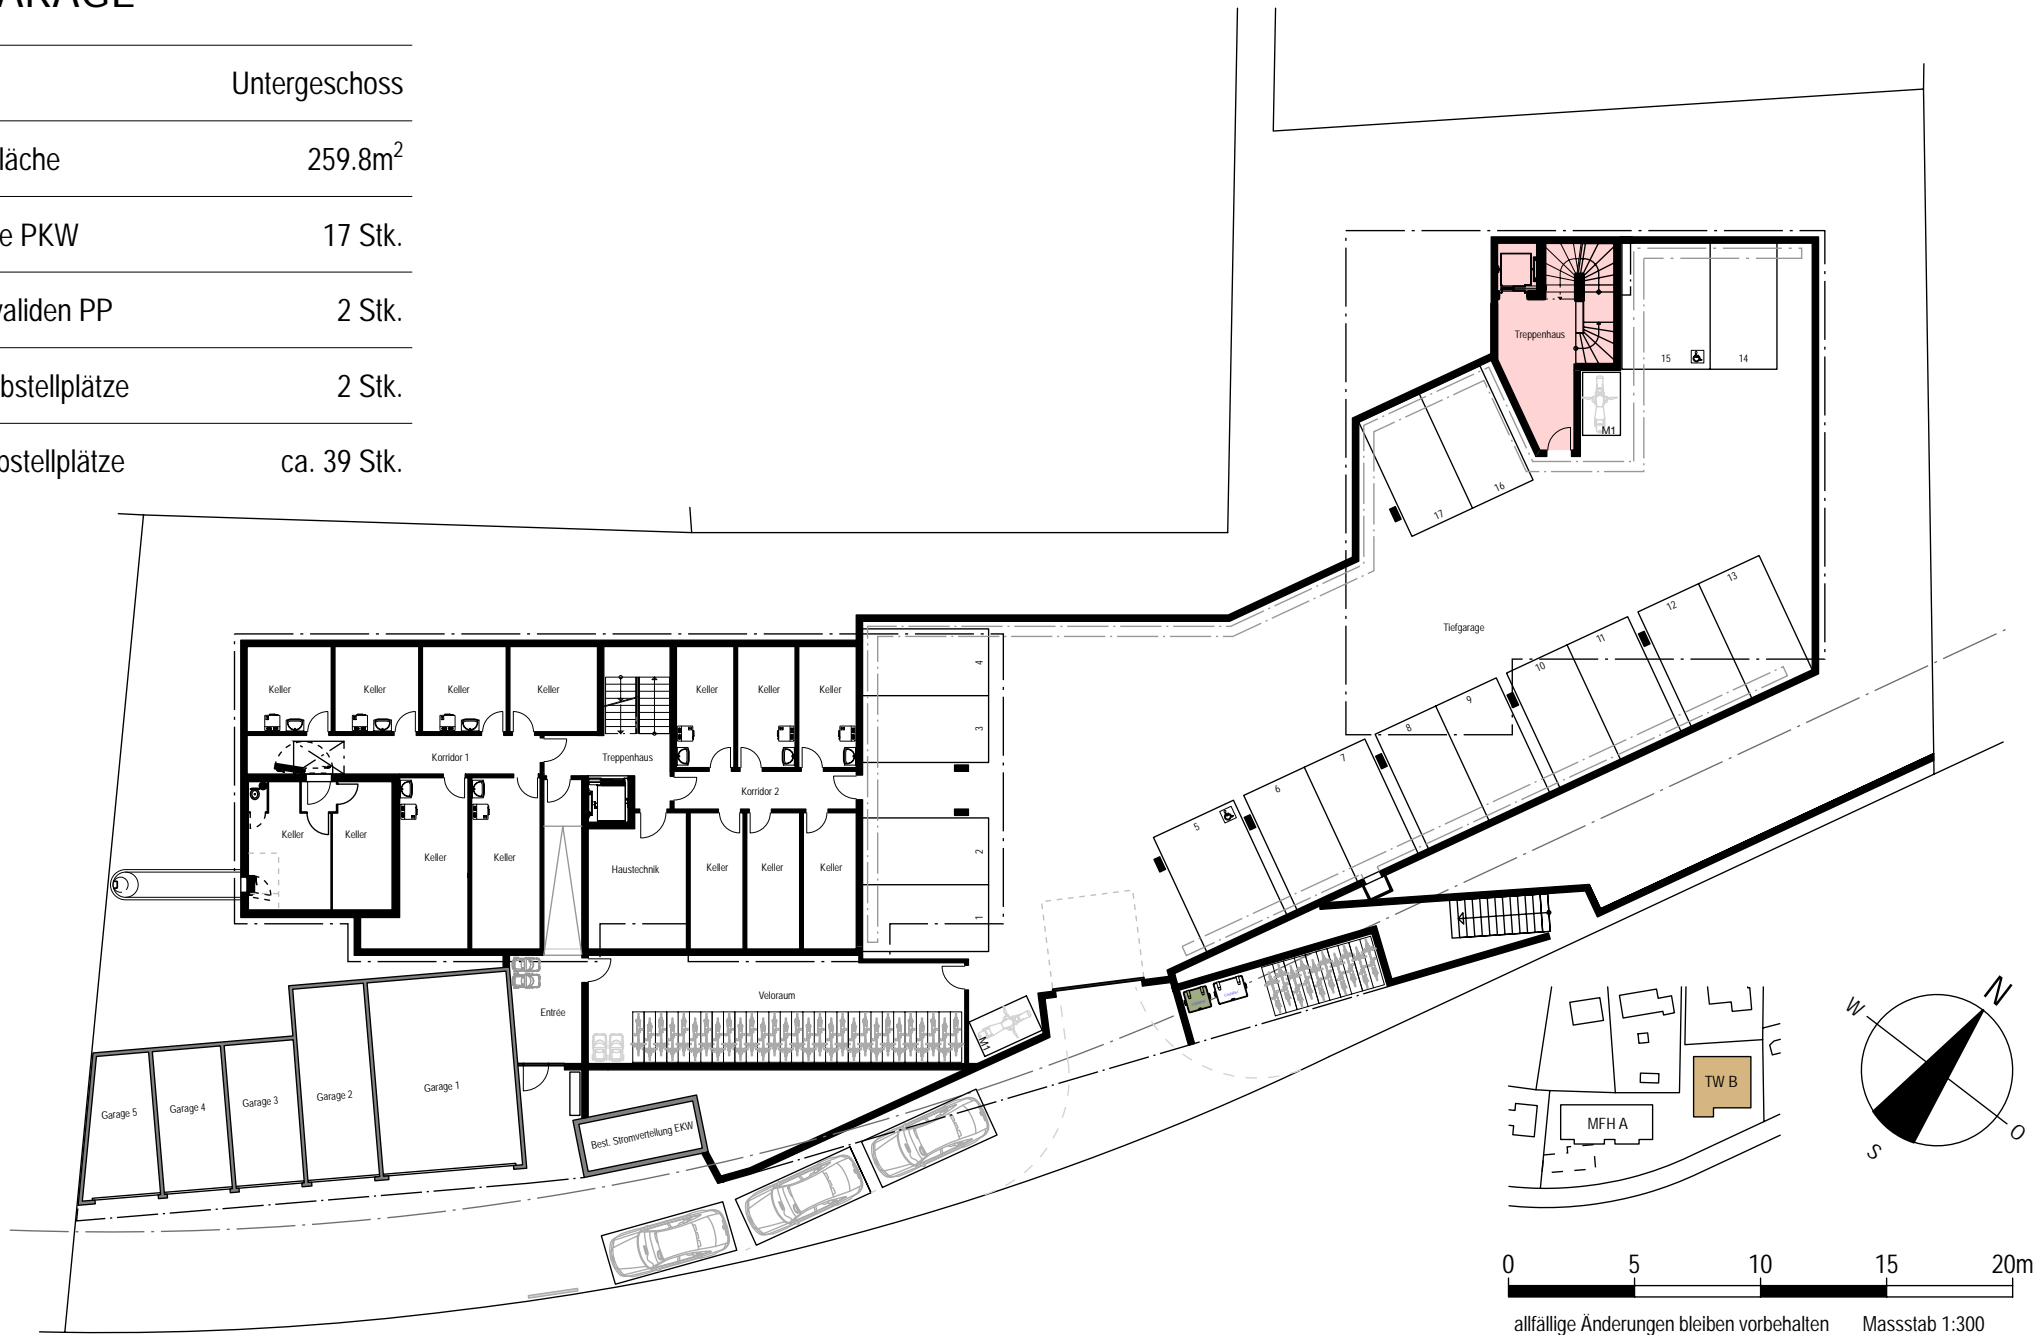 ARAGE
Untergeschoss
läche 259.8m²
e PKW 17 Stk.
validen PP 2 Stk.
bstellplätze 2 Stk.
bstellplätze ca. 39 Stk.
Treppenhaus
15
14
M1
16
17
Tiefgarage
13
12
11
10
9
8
7
6
5
4
3
2
1
Keller
Keller
Keller
Keller
Keller
Keller
Keller
Korridor 1
Treppenhaus
Korridor 2
Keller
Keller
Keller
Keller
Haustechnik
Keller
Keller
Keller
Veloraum
Entrée
M1
Garage 5
Garage 4
Garage 3
Garage 2
Garage 1
Best. Stromverteilung EKW
TW B
MFH A
N
W
O
S
0 5 10 15 20m
allfällige Änderungen bleiben vorbehalten Massstab 1:300